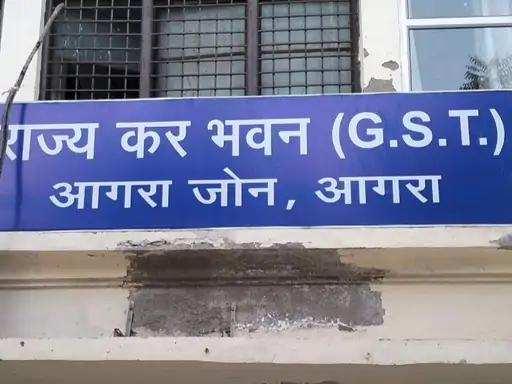 राज्य कर भवन (G.S.T.)
आगरा जोन, आगरा